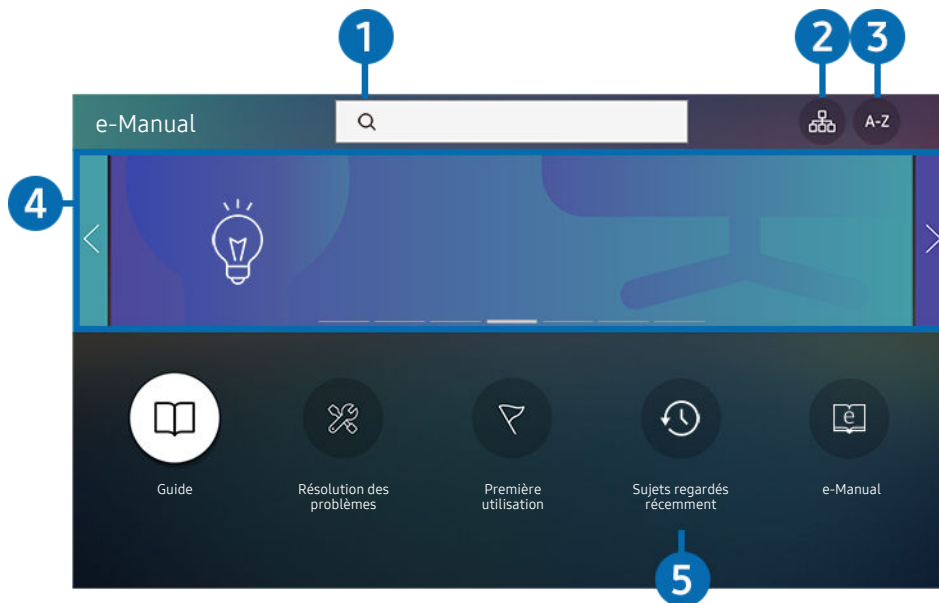 1
2
3
e-Manual
A-Z
4
Guide
Résolution des
problèmes
Première
utilisation
Sujets regardés
récemment
e
e-Manual
5